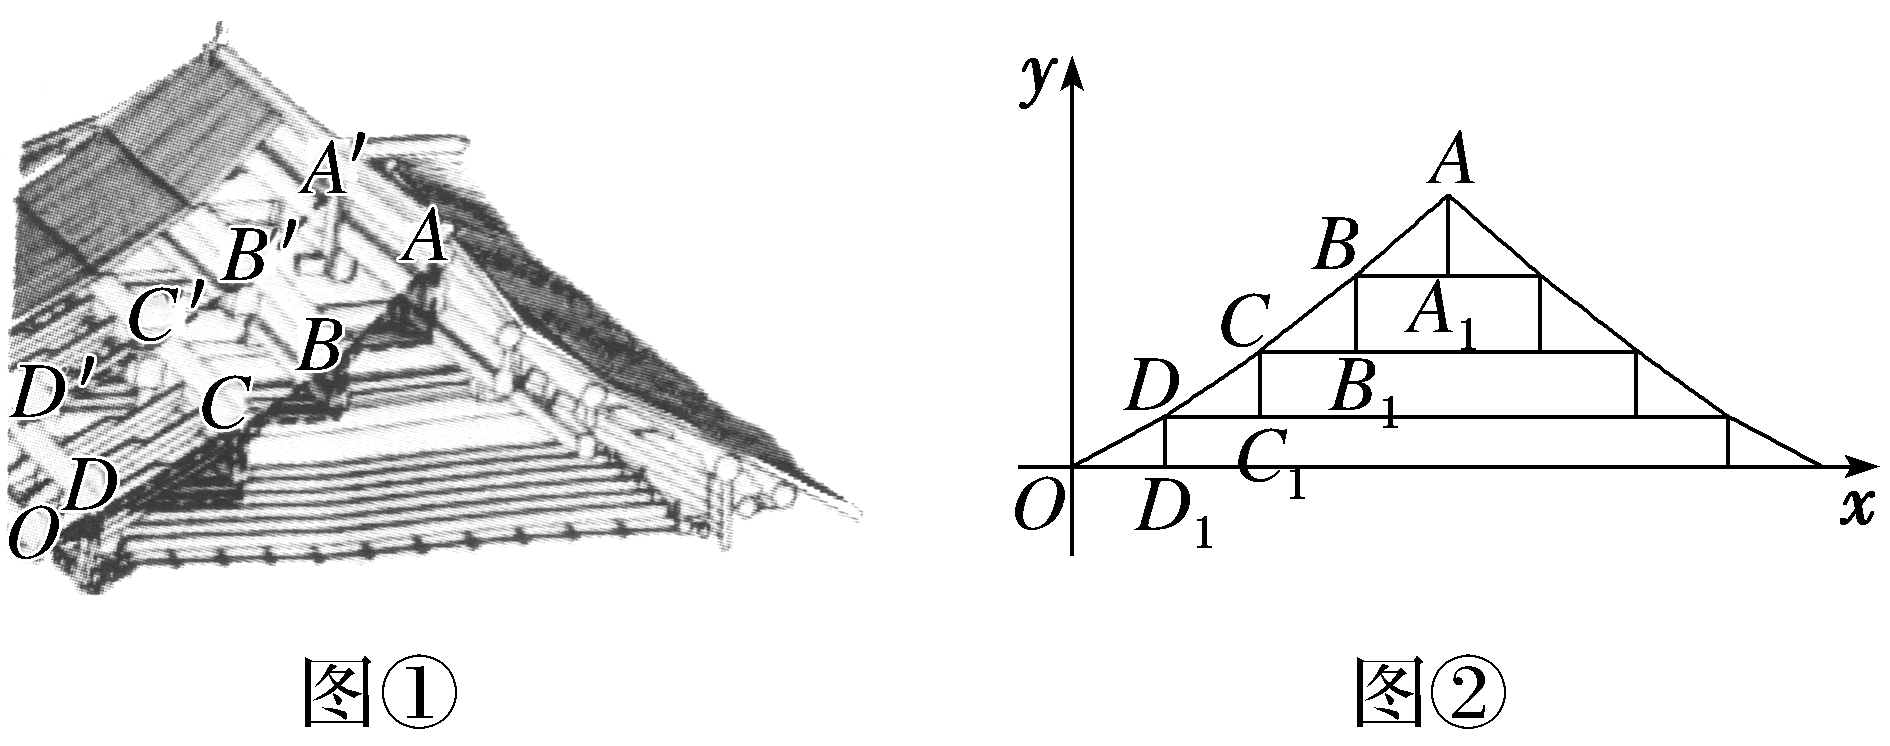 A′
A
B′
C′
B
D′
C
D
O
图①
y
A
B
A₁
C
D
B₁
C₁
O
D₁
x
图②